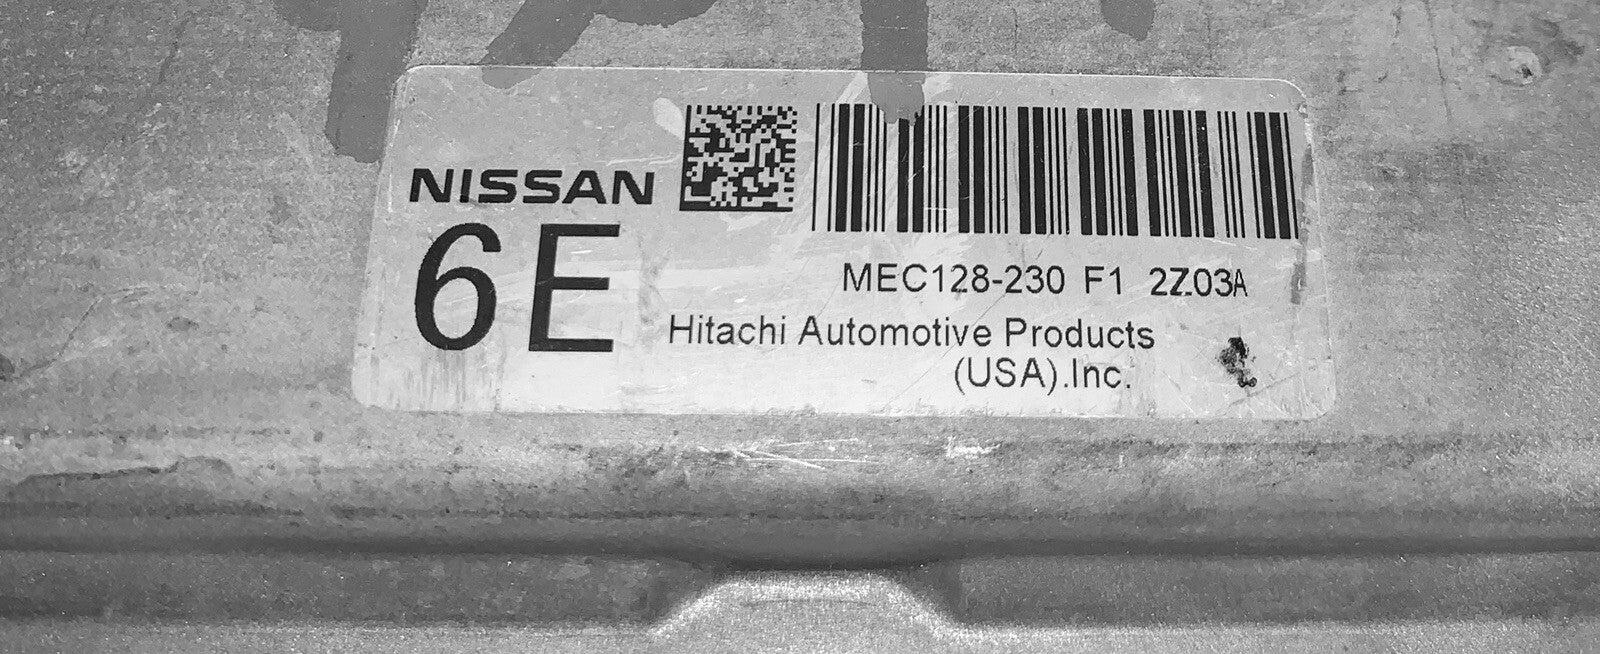 NISSAN
6E
MEC128-230 F1 2Z03A
Hitachi Automotive Products
(USA).Inc.